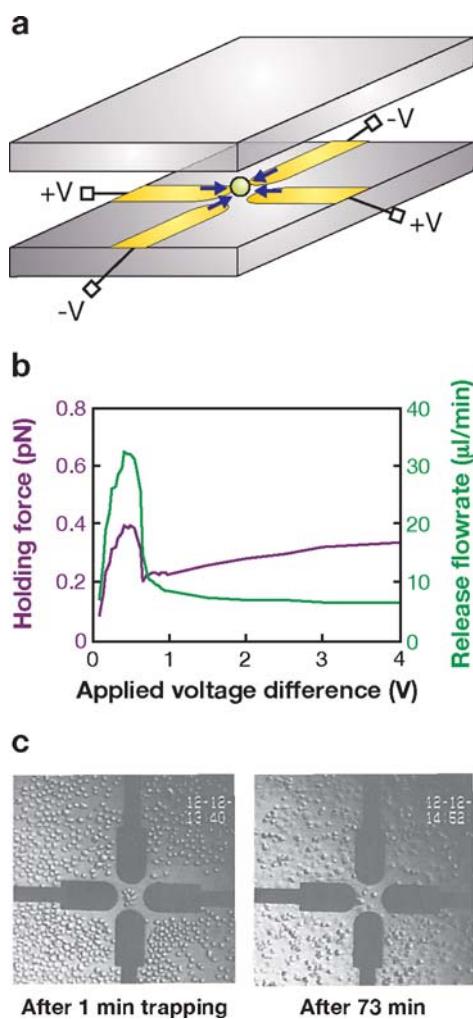 a
-V
+V
+V
-V
b
Holding force (pN)
Release flowrate (µl/min)
0.8
0.6
0.4
0.2
0
40
30
20
10
0
0 1 2 3 4
Applied voltage difference (V)
c
12-12-
13:40
12-12-
14:52
After 1 min trapping
After 73 min